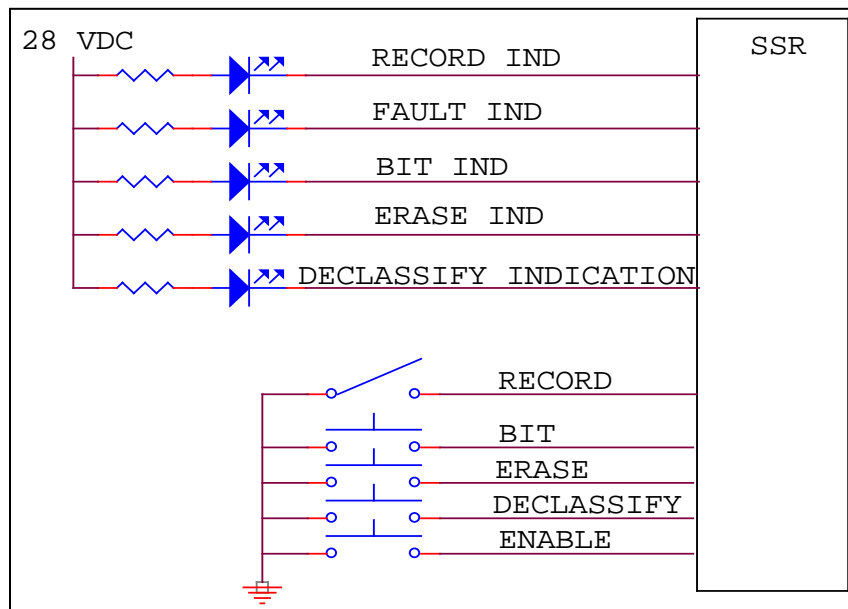 28 VDC
SSR
RECORD IND
FAULT IND
BIT IND
ERASE IND
DECLASSIFY INDICATION
RECORD
BIT
ERASE
DECLASSIFY
ENABLE